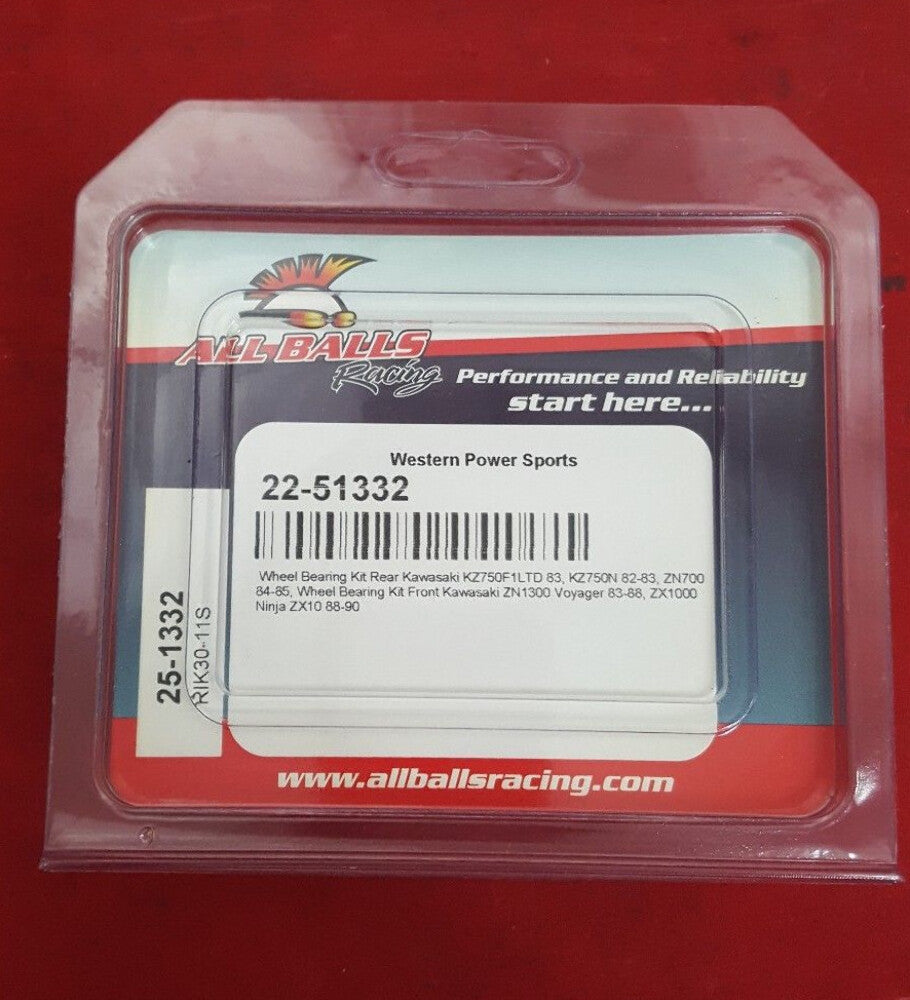 ALL BALLS
Racing
Performance and Reliability
start here...
Western Power Sports
22-51332
Wheel Bearing Kit Rear Kawasaki KZ750F1LTD 83, KZ750N 82-83, ZN700
84-85, Wheel Bearing Kit Front Kawasaki ZN1300 Voyager 83-88, ZX1000
Ninja ZX10 88-90
25-1332
RIK30-11S
www.allballsracing.com